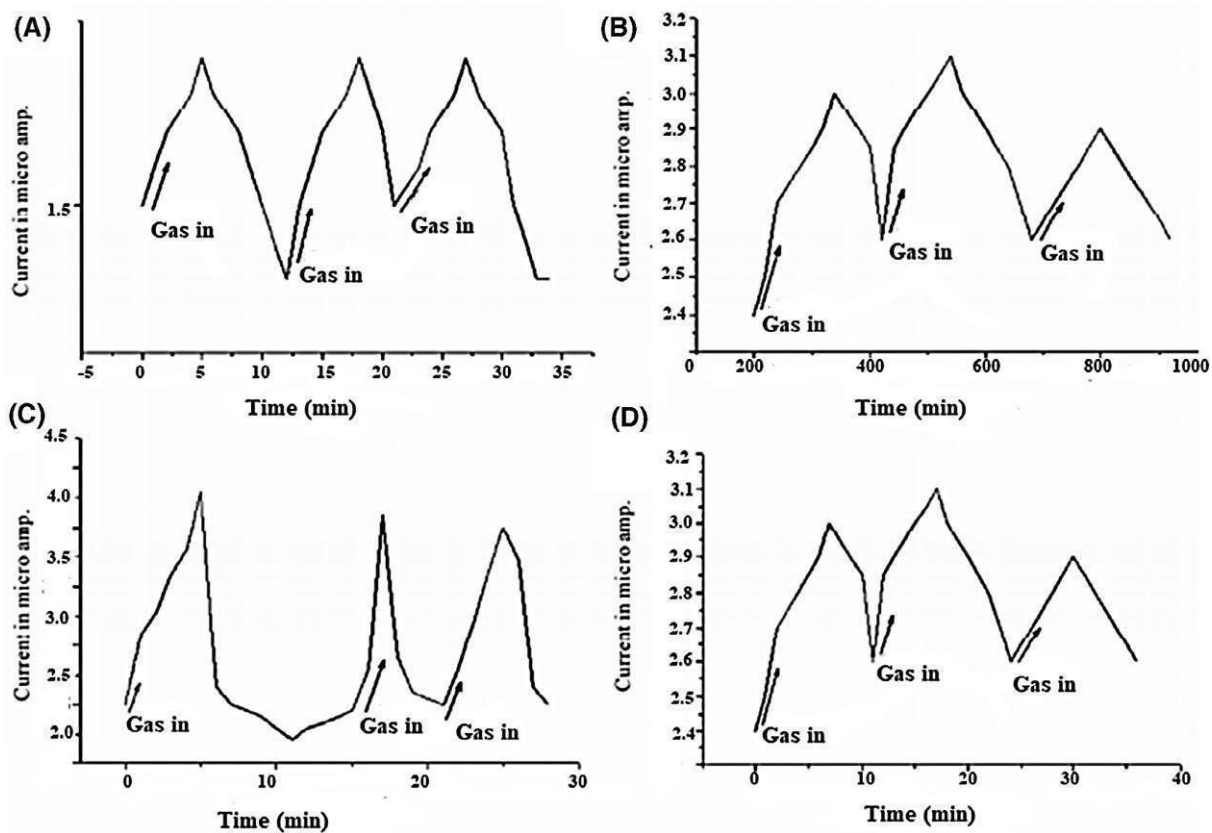 (A)
Current in micro amp.
1.5
Gas in
Gas in
Gas in
-5 0 5 10 15 20 25 30 35
Time (min)
(B)
Current in micro amp.
3.2
3.1
3.0
2.9
2.8
2.7
2.6
2.5
2.4
Gas in
Gas in
Gas in
0 200 400 600 800 1000
Time (min)
(C)
Current in micro amp.
4.5
4.0
3.5
3.0
2.5
2.0
Gas in
Gas in
Gas in
0 10 20 30
Time (min)
(D)
Current in micro amp.
3.2
3.1
3.0
2.9
2.8
2.7
2.6
2.5
2.4
Gas in
Gas in
Gas in
0 10 20 30 40
Time (min)